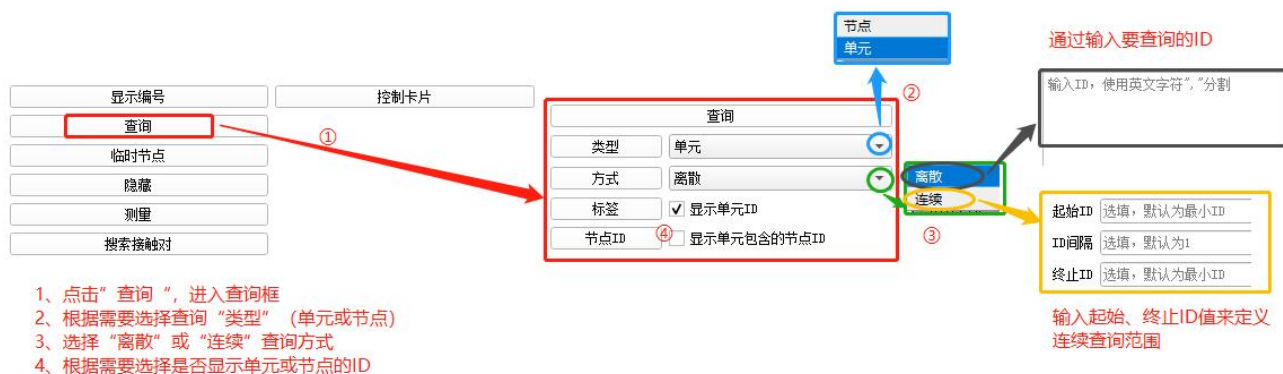 节点
单元
通过输入要查询的ID
②
输入ID，使用英文字符","分割
显示编号
控制卡片
查询
临时节点
隐藏
测量
搜索接触对
①
查询
类型
单元
方式
离散
标签
显示单元ID
节点ID
④
显示单元包含的节点ID
离散
连续
③
起始ID
选填，默认为最小ID
ID间隔
选填，默认为1
终止ID
选填，默认为最小ID
输入起始、终止ID值来定义
连续查询范围
1、点击”查询“，进入查询框
2、根据需要选择查询“类型”（单元或节点）
3、选择“离散”或“连续”查询方式
4、根据需要选择是否显示单元或节点的ID